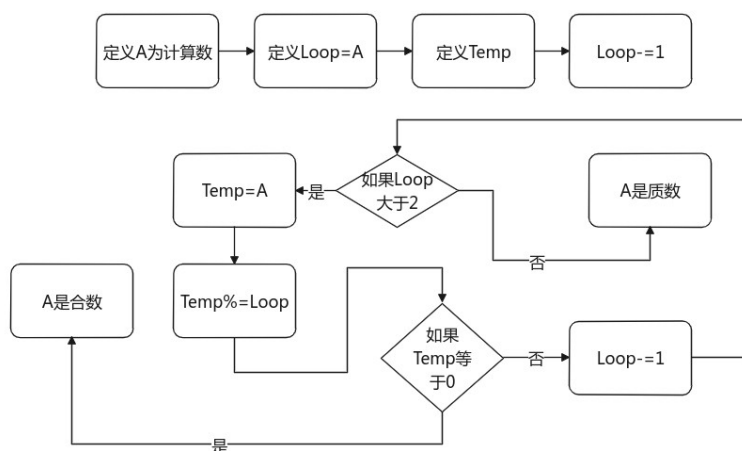 定义A为计算数
定义Loop=A
定义Temp
Loop-=1
如果Loop
大于2
是
Temp=A
A是质数
否
Temp%=Loop
A是合数
如果
Temp等
于0
否
Loop-=1
是